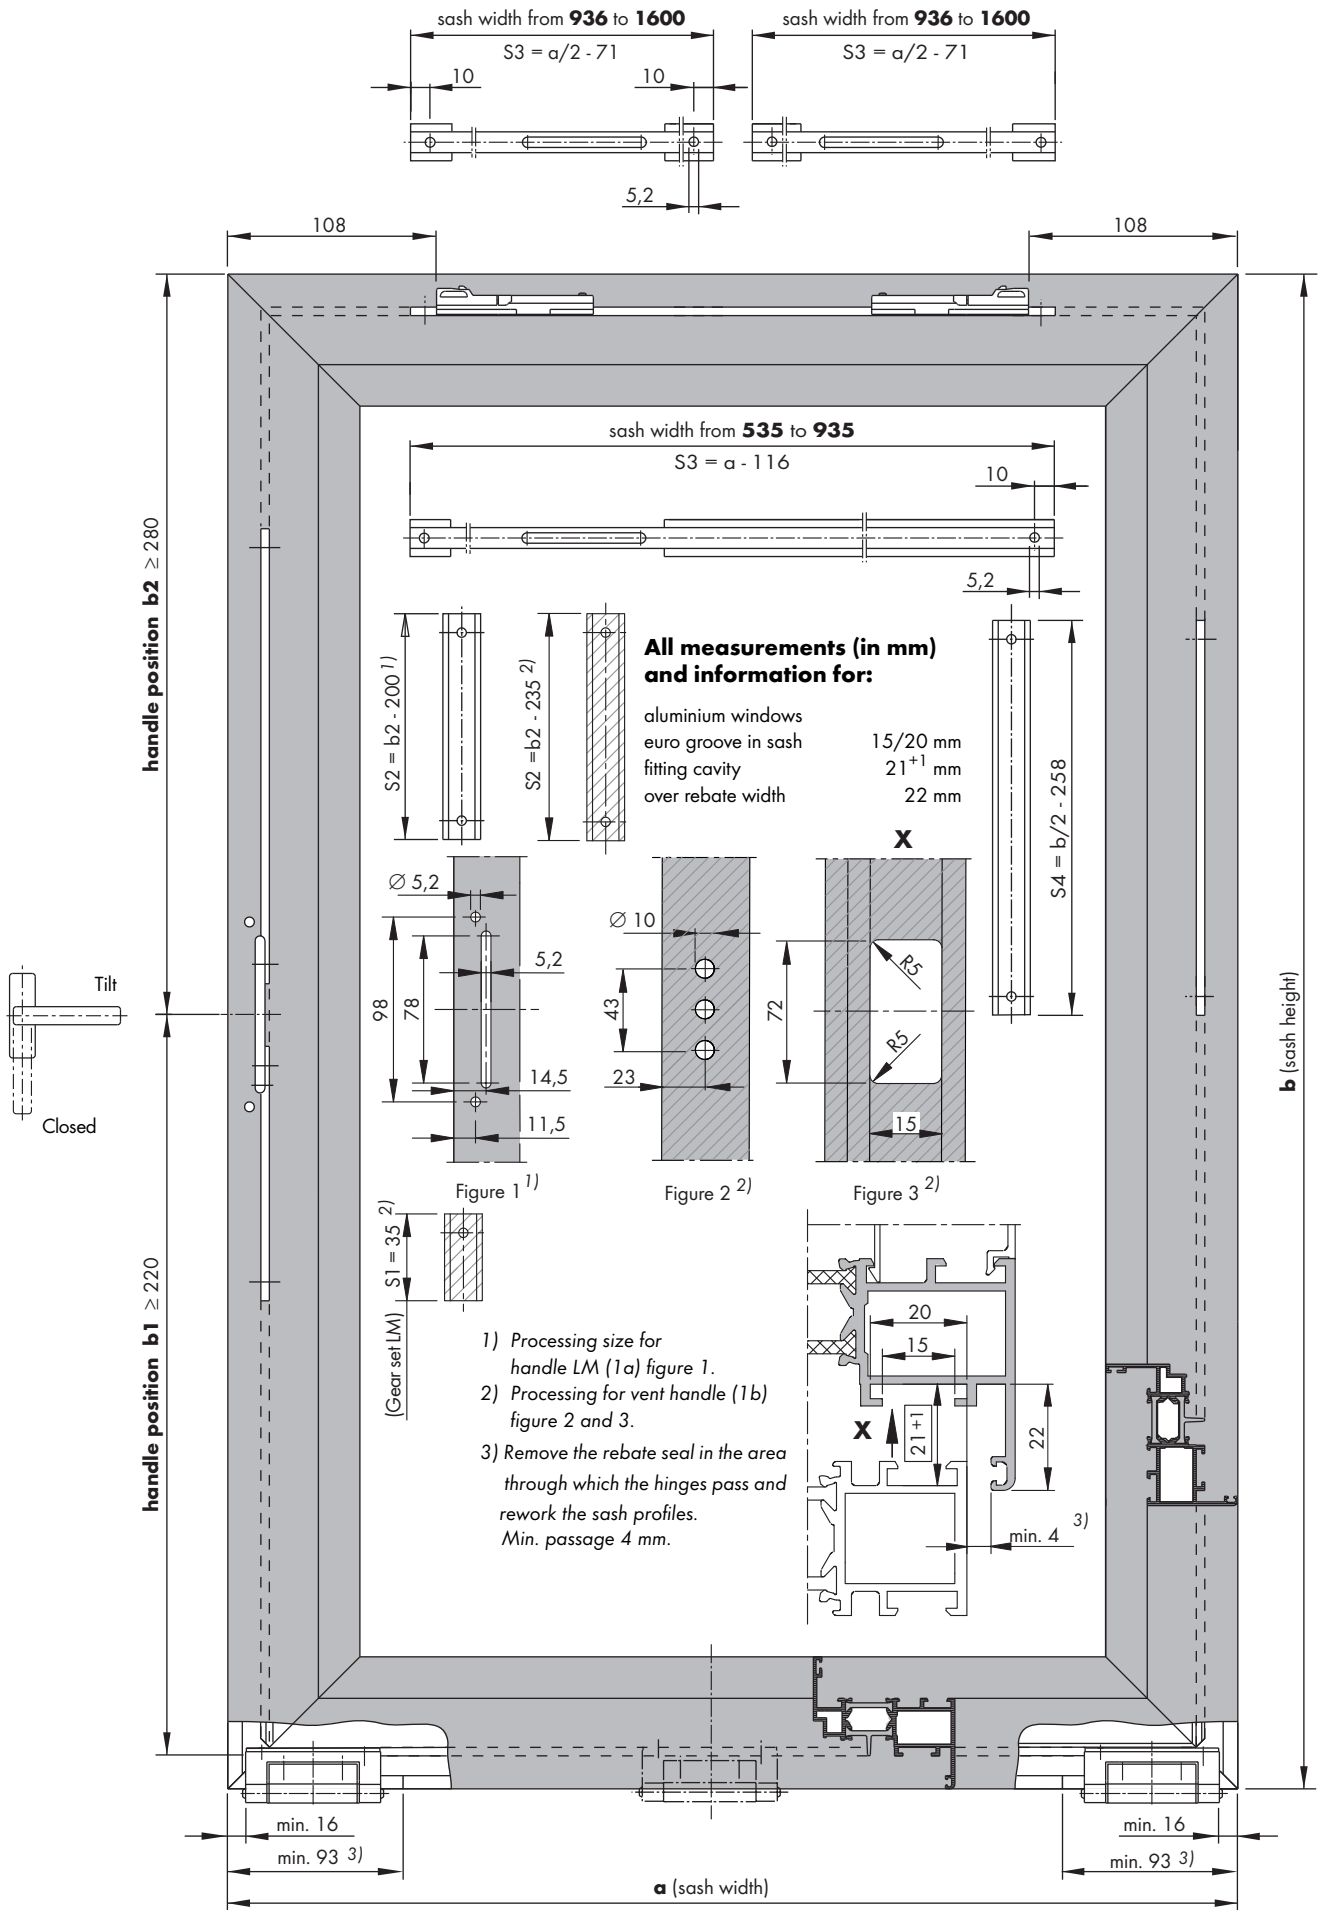 sash width from 936 to 1600
sash width from 936 to 1600
S3 = a/2 - 71
S3 = a/2 - 71
10
10
5,2
108
108
sash width from 535 to 935
S3 = a - 116
10
5,2
handle position b2 ≥ 280
S2 = b2 - 200 1)
S2 =b2 - 235 2)
All measurements (in mm)
and information for:
aluminium windows
euro groove in sash 15/20 mm
fitting cavity 21+1 mm
over rebate width 22 mm
S4 = b/2 - 258
X
Ø 5,2
5,2
98
78
14,5
11,5
Figure 1 1)
Ø 10
43
23
Figure 2 2)
R5
72
R5
15
Figure 3 2)
Tilt
Closed
b (sash height)
handle position b1 ≥ 220
S1 = 35 2)
(Gear set LM)
1) Processing size for
handle LM (1a) figure 1.
2) Processing for vent handle (1b)
figure 2 and 3.
3) Remove the rebate seal in the area
through which the hinges pass and
rework the sash profiles.
Min. passage 4 mm.
20
15
X
21+1
22
min. 4 3)
min. 16
min. 93 3)
min. 16
min. 93 3)
a (sash width)